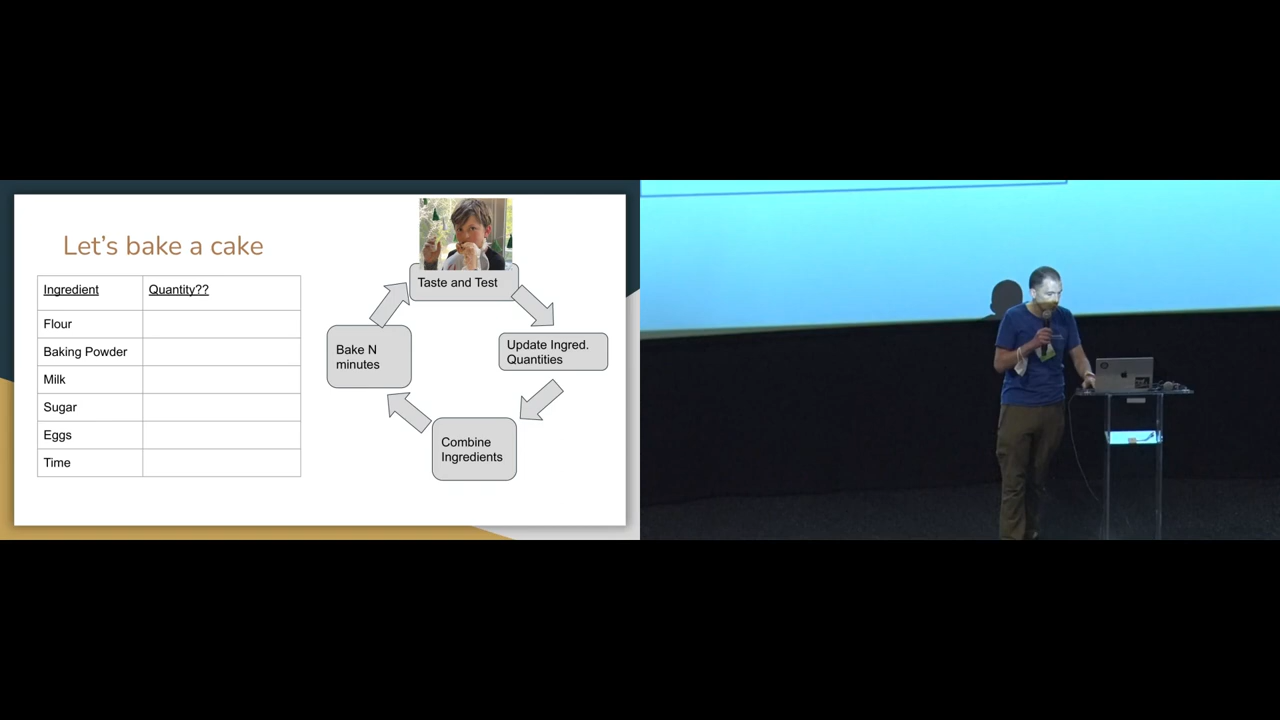 Let's bake a cake
Ingredient Quantity??
Flour
Baking Powder
Milk
Sugar
Eggs
Time
Taste and Test
Update Ingred.
Quantities
Combine
Ingredients
Bake N
minutes